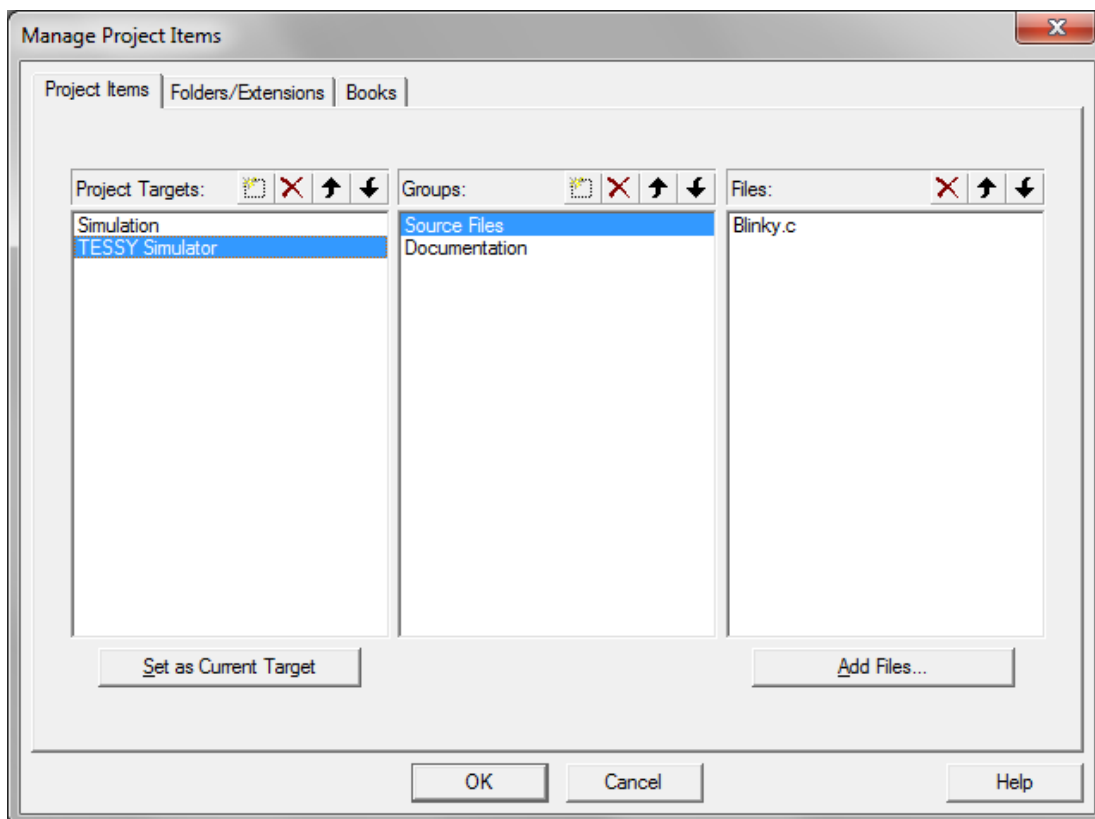 Manage Project Items
Project Items Folders/Extensions Books
Project Targets: Groups: Files:
Simulation Source Files Blinky.c
TESSY Simulator Documentation
Set as Current Target Add Files...
OK Cancel Help